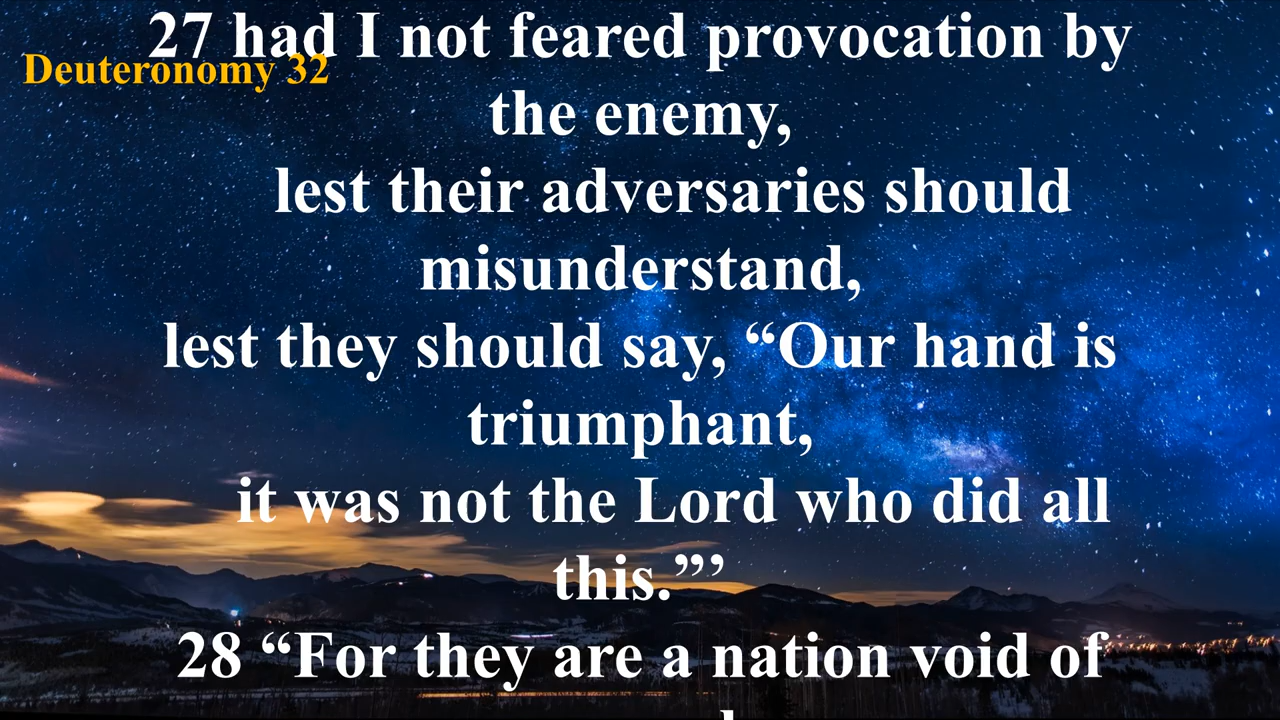 27 had I not feared provocation by
Deuteronomy 32
the enemy,
lest their adversaries should
misunderstand,
lest they should say, “Our hand is
triumphant,
it was not the Lord who did all
this.”’
28 “For they are a nation void of